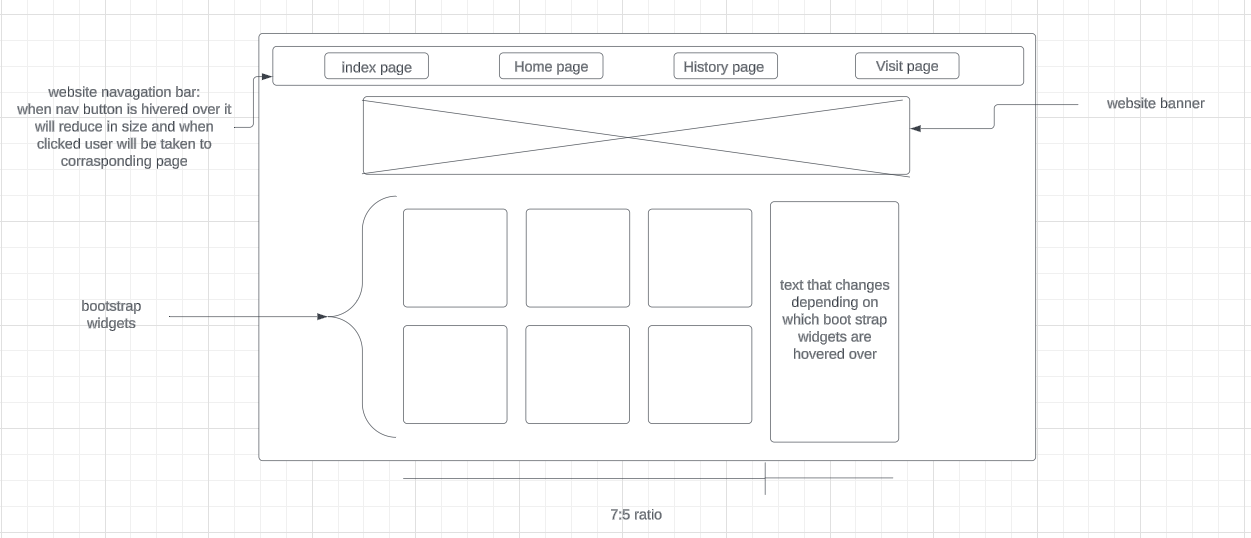 index page
Home page
History page
Visit page
website navagation bar:
when nav button is hivered over it
will reduce in size and when
clicked user will be taken to
corrasponding page
website banner
bootstrap
widgets
text that changes
depending on
which boot strap
widgets are
hovered over
7:5 ratio